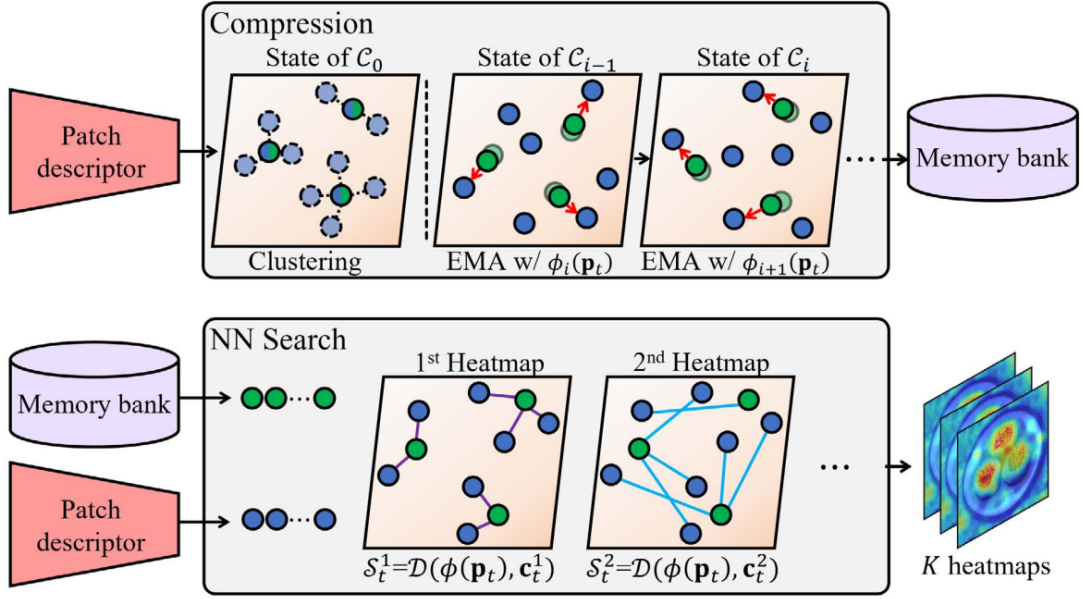 Compression
State of 𝒞₀ State of 𝒞ᵢ₋₁ State of 𝒞ᵢ
Patch
descriptor
Memory bank
Clustering EMA w/ ϕᵢ(𝐩ₜ) EMA w/ ϕᵢ₊₁(𝐩ₜ)
NN Search
1st Heatmap 2nd Heatmap
Memory bank
Patch
descriptor
𝒮ₜ¹=𝒟(ϕ(𝐩ₜ), 𝐜ₜ¹) 𝒮ₜ²=𝒟(ϕ(𝐩ₜ), 𝐜ₜ²)
K heatmaps